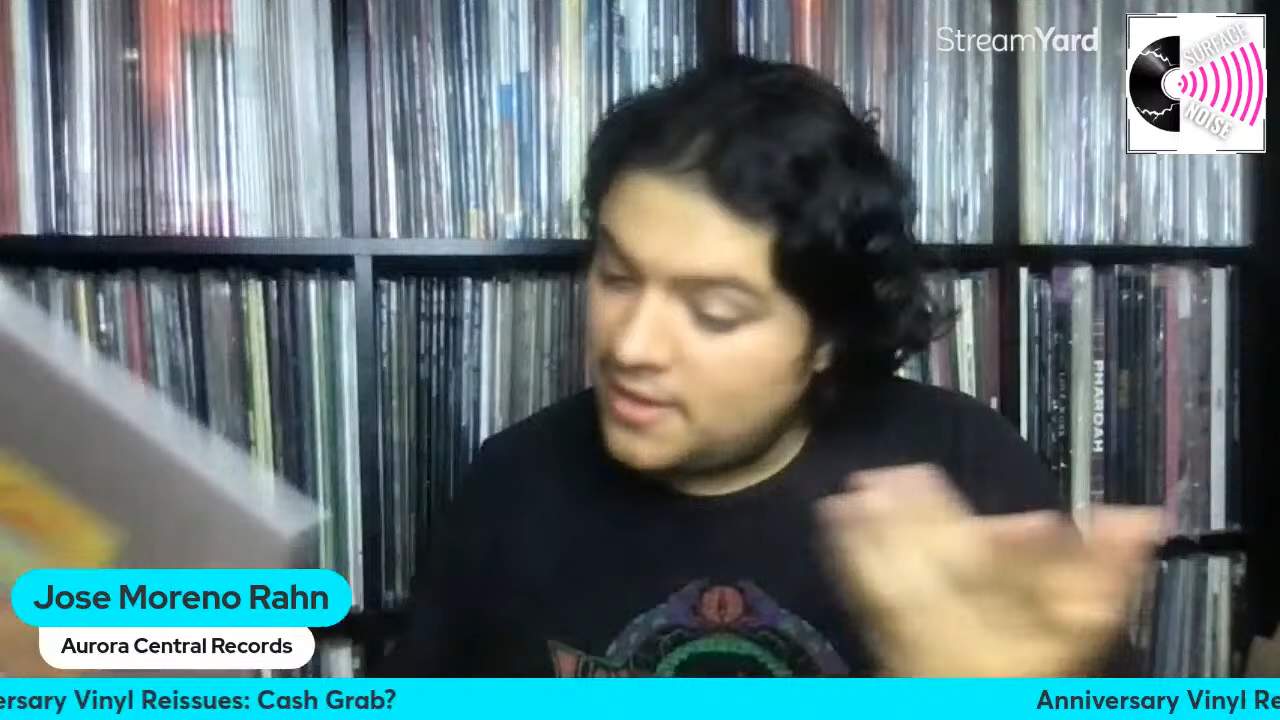 StreamYard
SURFACE
NOISE
PHAROAH
Jose Moreno Rahn
Aurora Central Records
ersary Vinyl Reissues: Cash Grab?
Anniversary Vinyl Re